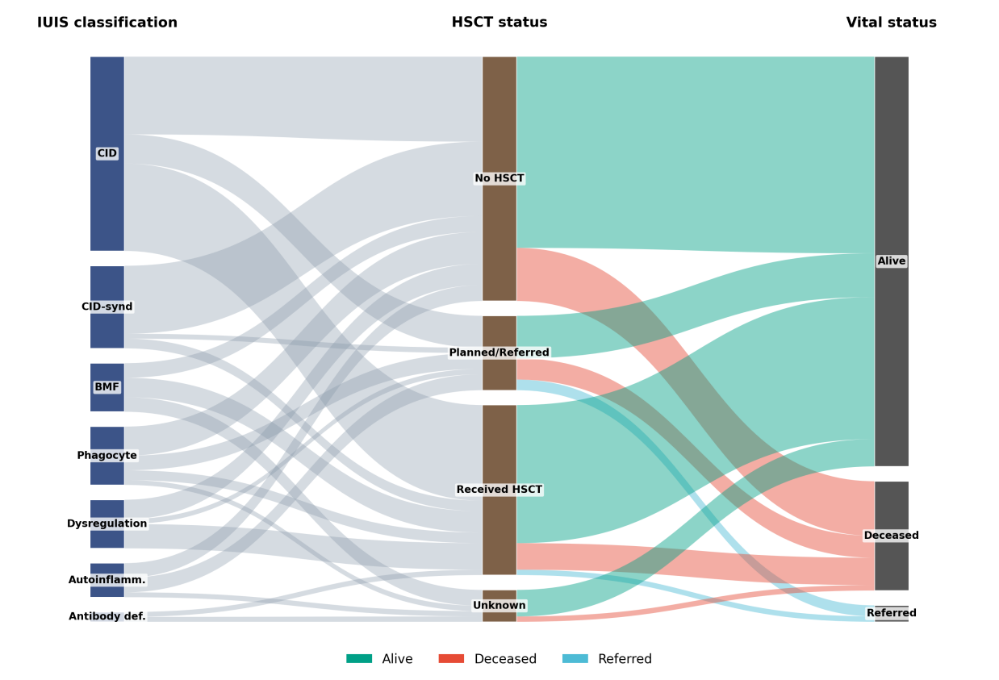 IUIS classification
HSCT status
Vital status
CID
CID-synd
BMF
Phagocyte
Dysregulation
Autoinflamm.
Antibody def.
No HSCT
Planned/Referred
Received HSCT
Unknown
Alive
Deceased
Referred
Alive
Deceased
Referred